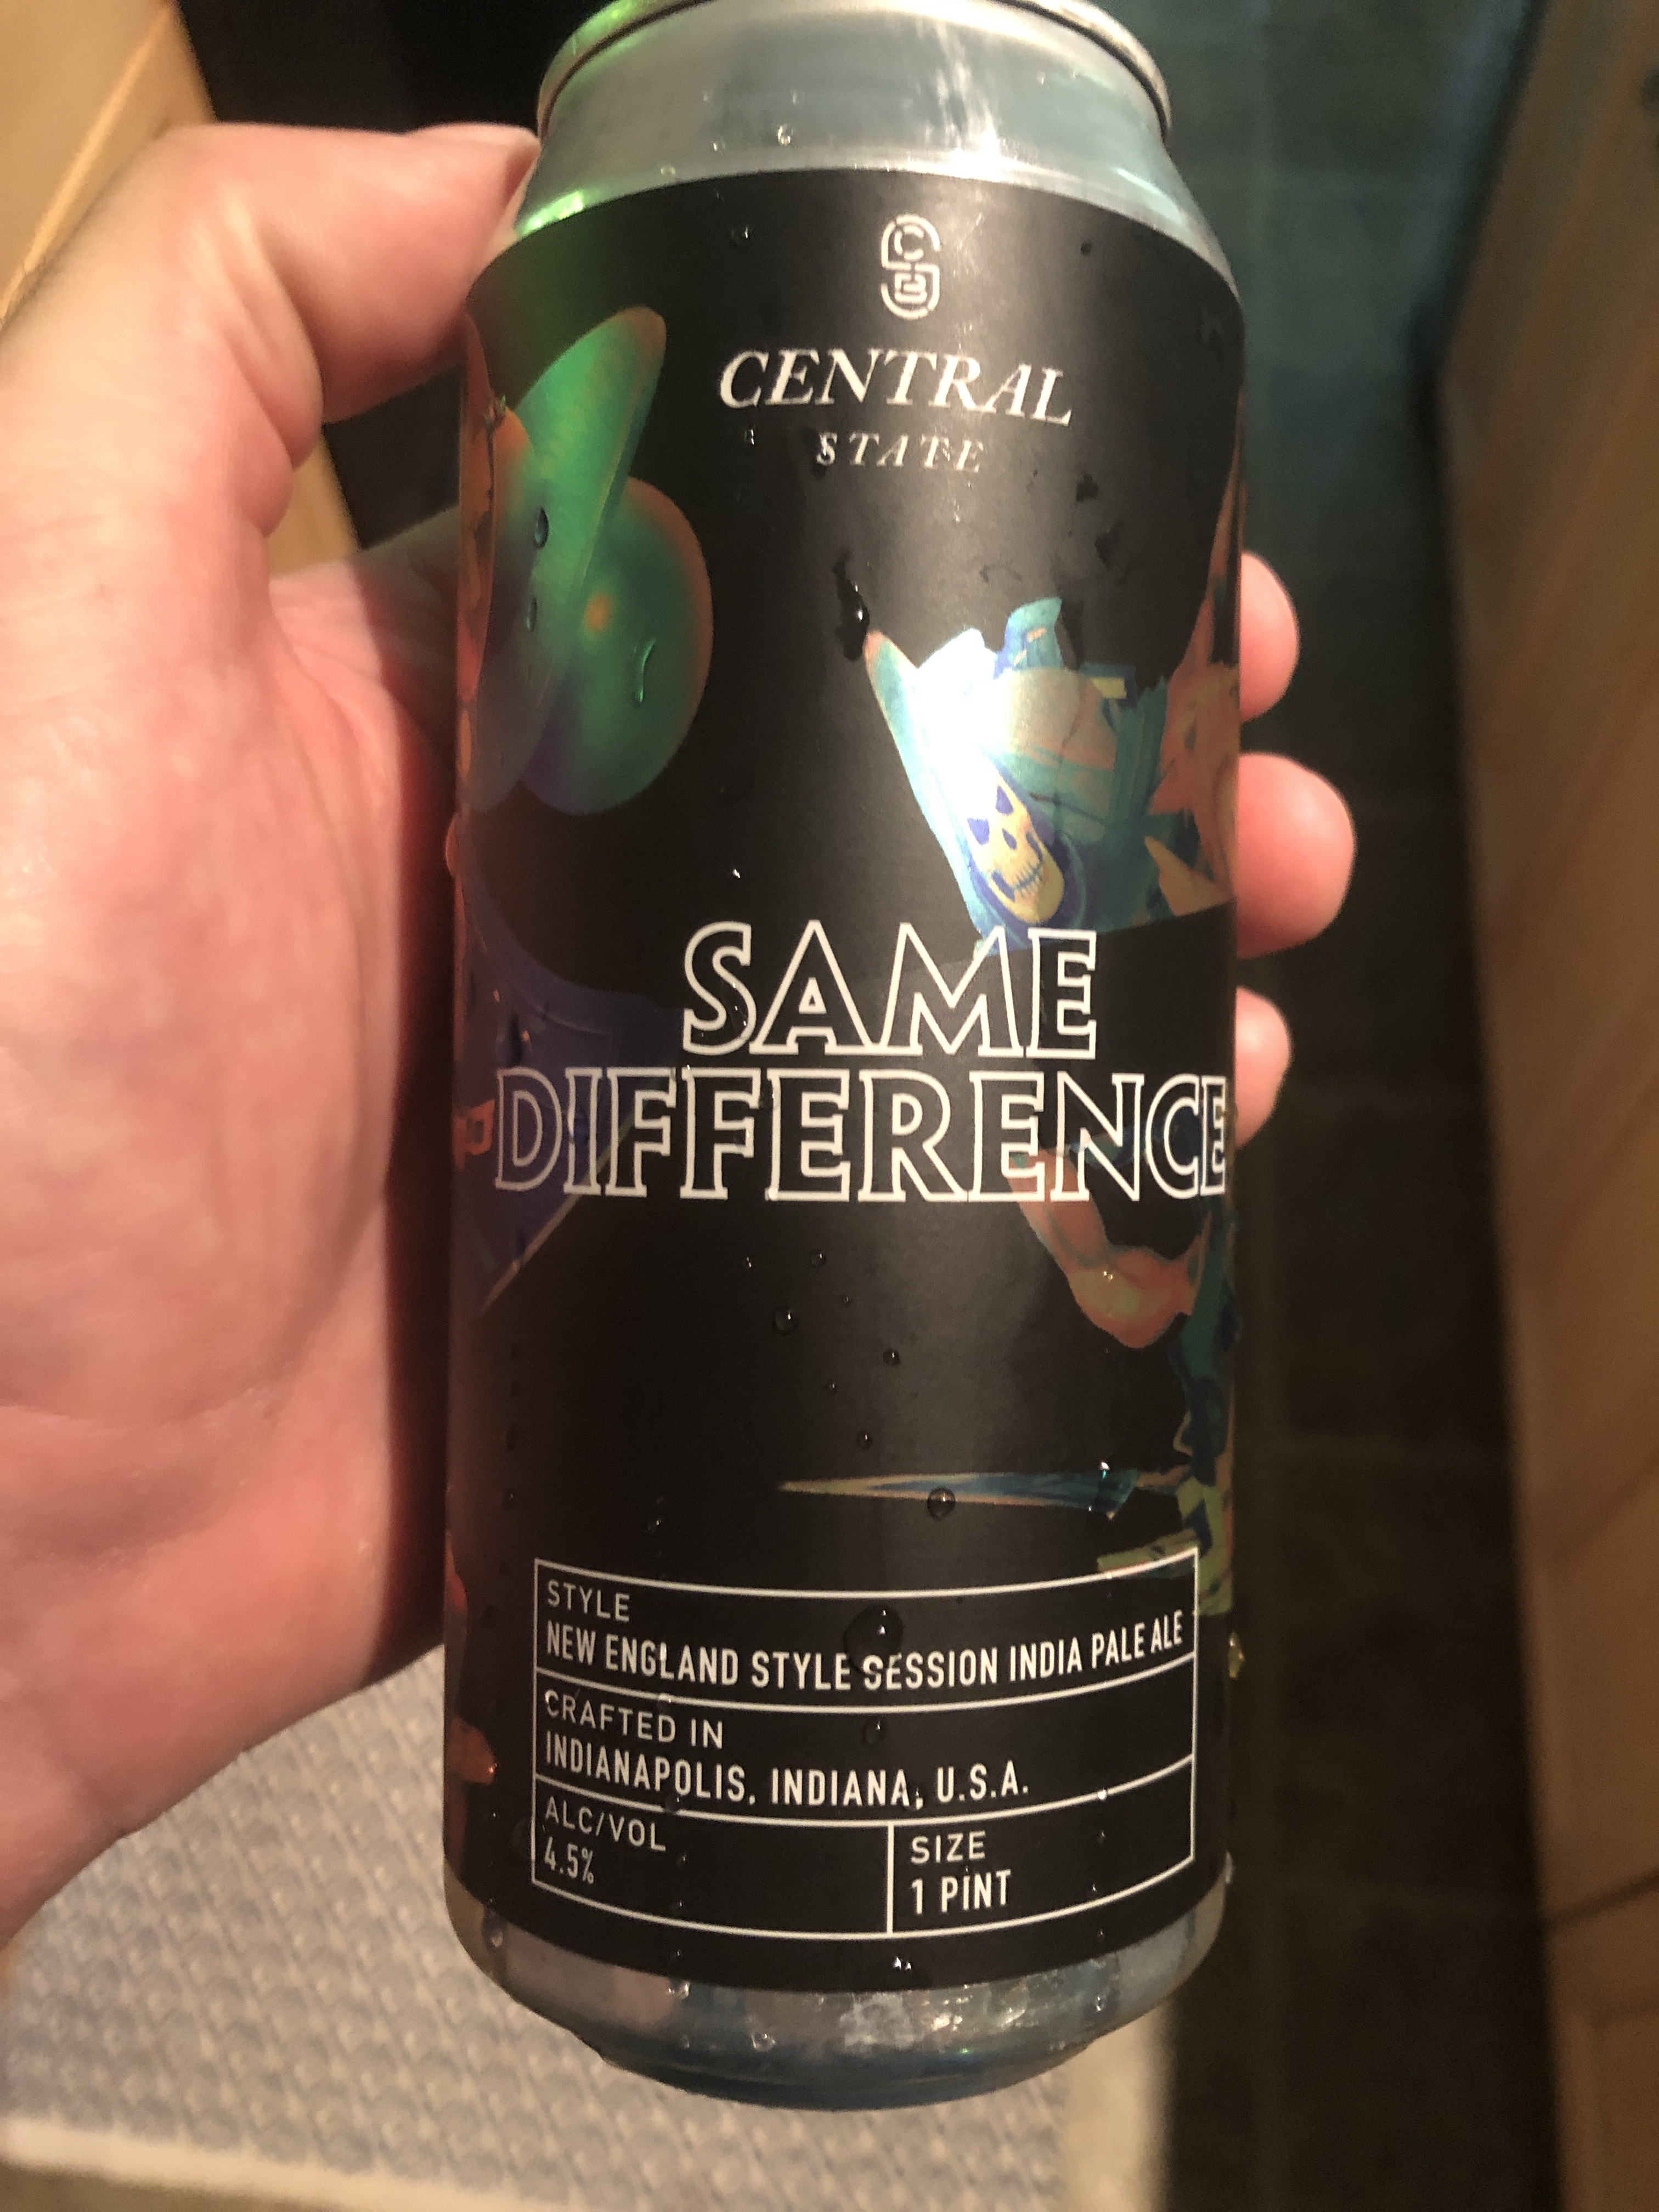 CSB
CENTRAL
STATE
SAME
DIFFERENCE
STYLE
NEW ENGLAND STYLE SESSION INDIA PALE ALE
CRAFTED IN
INDIANAPOLIS, INDIANA, U.S.A.
ALC/VOL
4.5%
SIZE
1 PINT